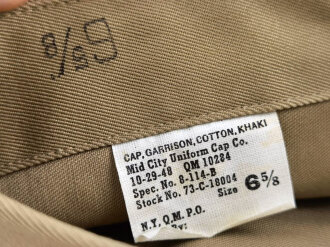 6 5/8
CAP, GARRISON, COTTON, KHAKI
Mid City Uniform Cap Co.
10-29-48 QM 10284
Spec. No. 8-114-B
Stock No. 73-C-18004
Size 6 5/8
N.Y. Q.M. P.O.
By: